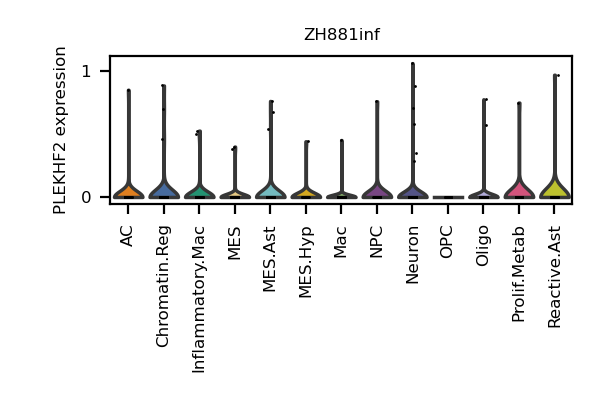 ZH881inf
PLEKHF2 expression
1
0
AC
Chromatin.Reg
Inflammatory.Mac
MES
MES.Ast
MES.Hyp
Mac
NPC
Neuron
OPC
Oligo
Prolif.Metab
Reactive.Ast